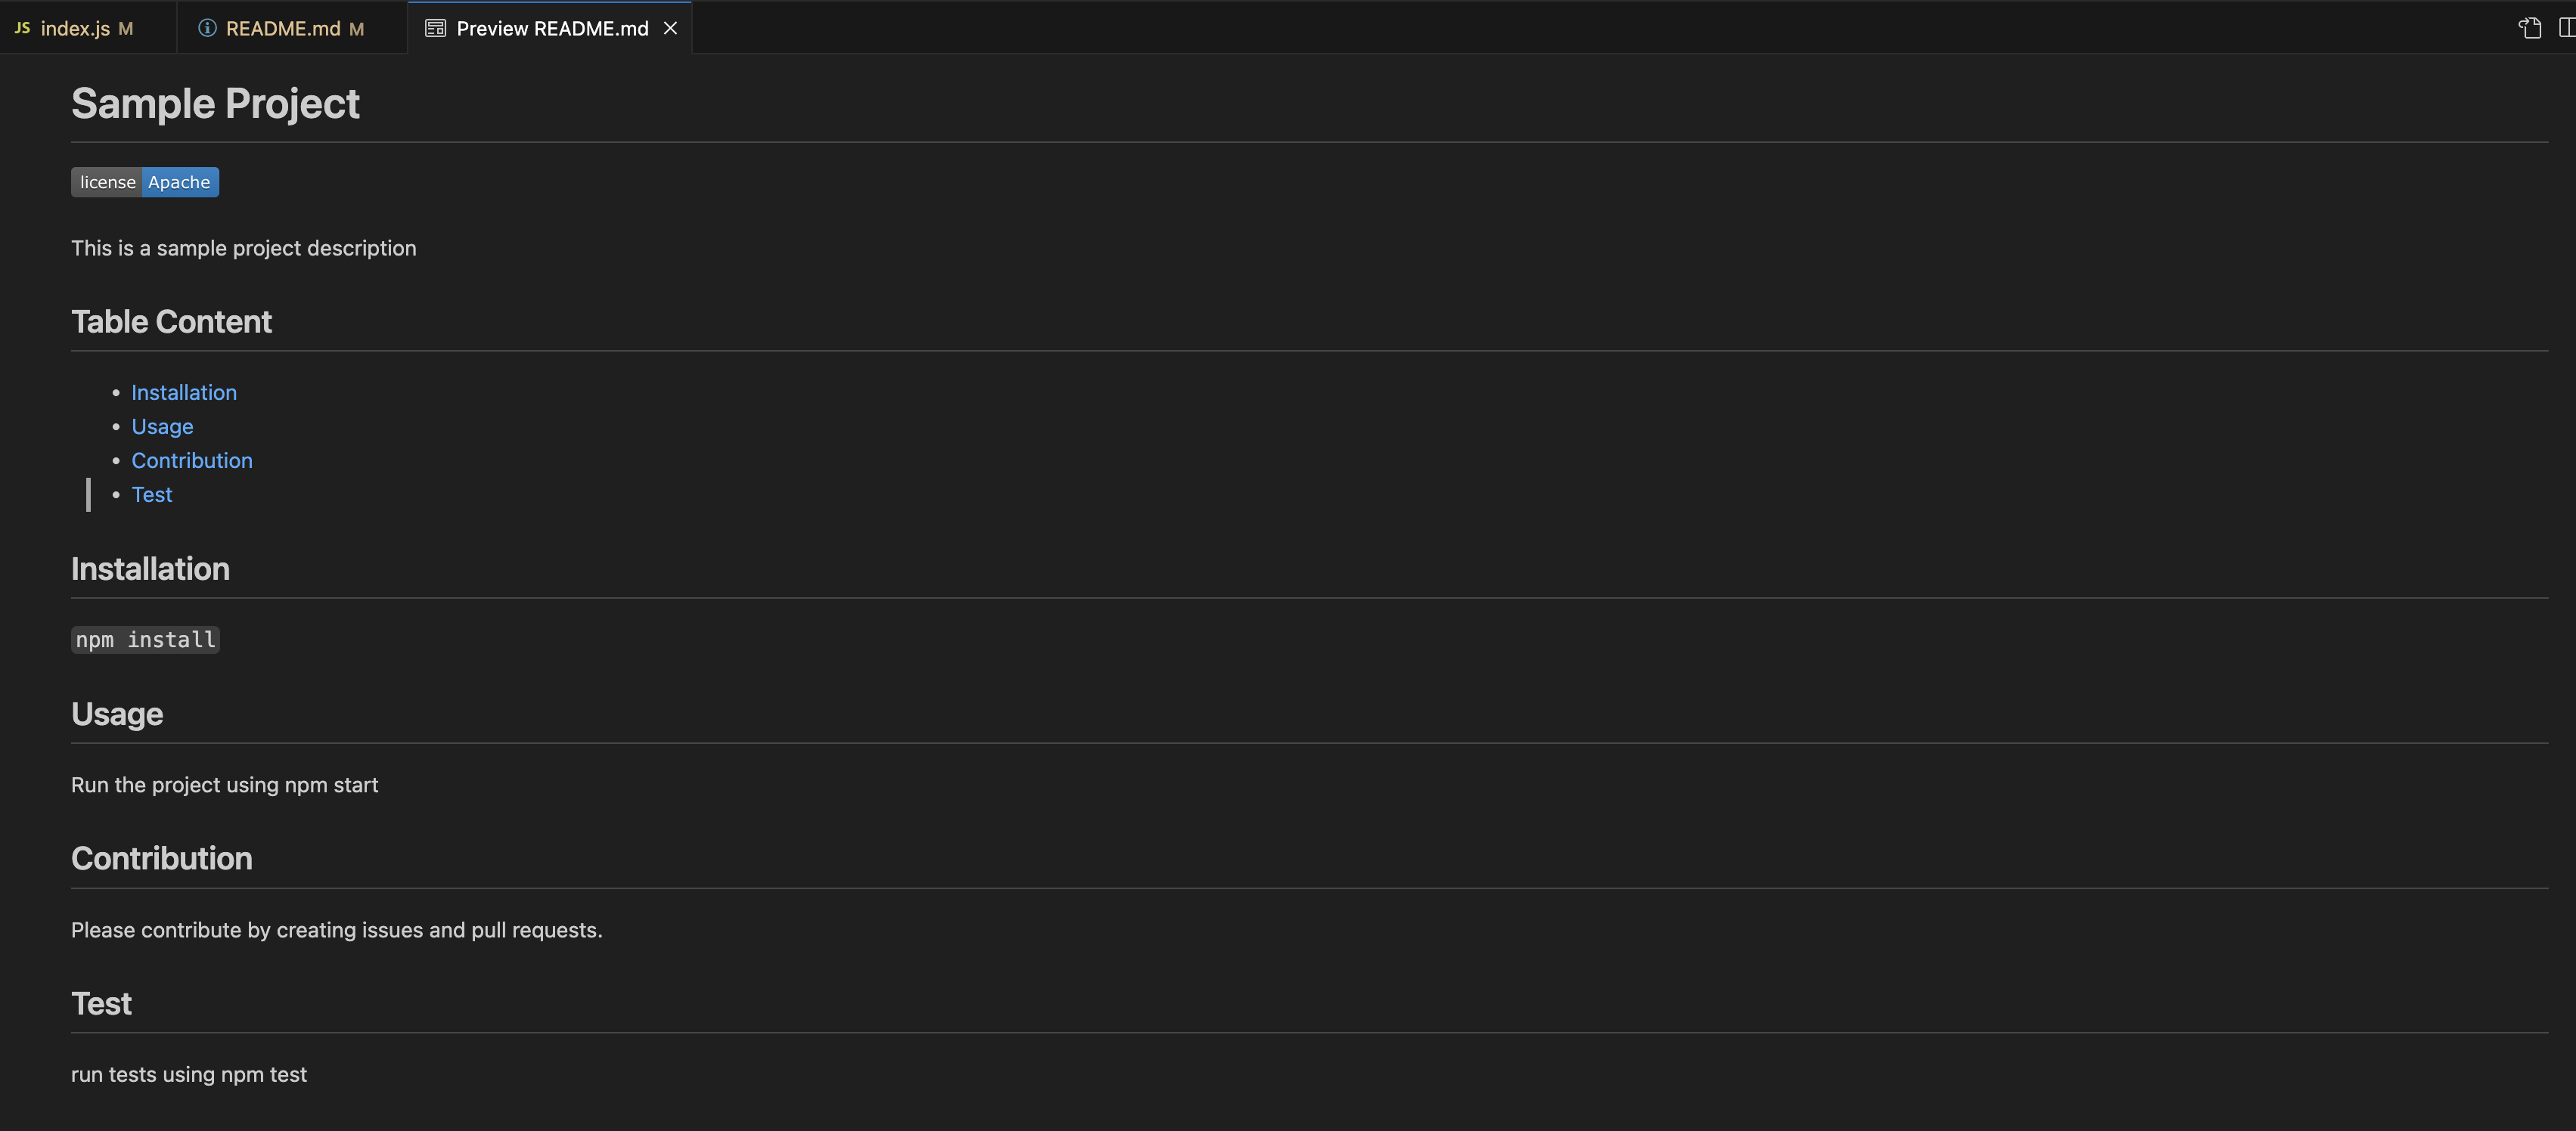 JS index.js M README.md M Preview README.md
Sample Project
license Apache
This is a sample project description
Table Content
• Installation
• Usage
• Contribution
• Test
Installation
npm install
Usage
Run the project using npm start
Contribution
Please contribute by creating issues and pull requests.
Test
run tests using npm test